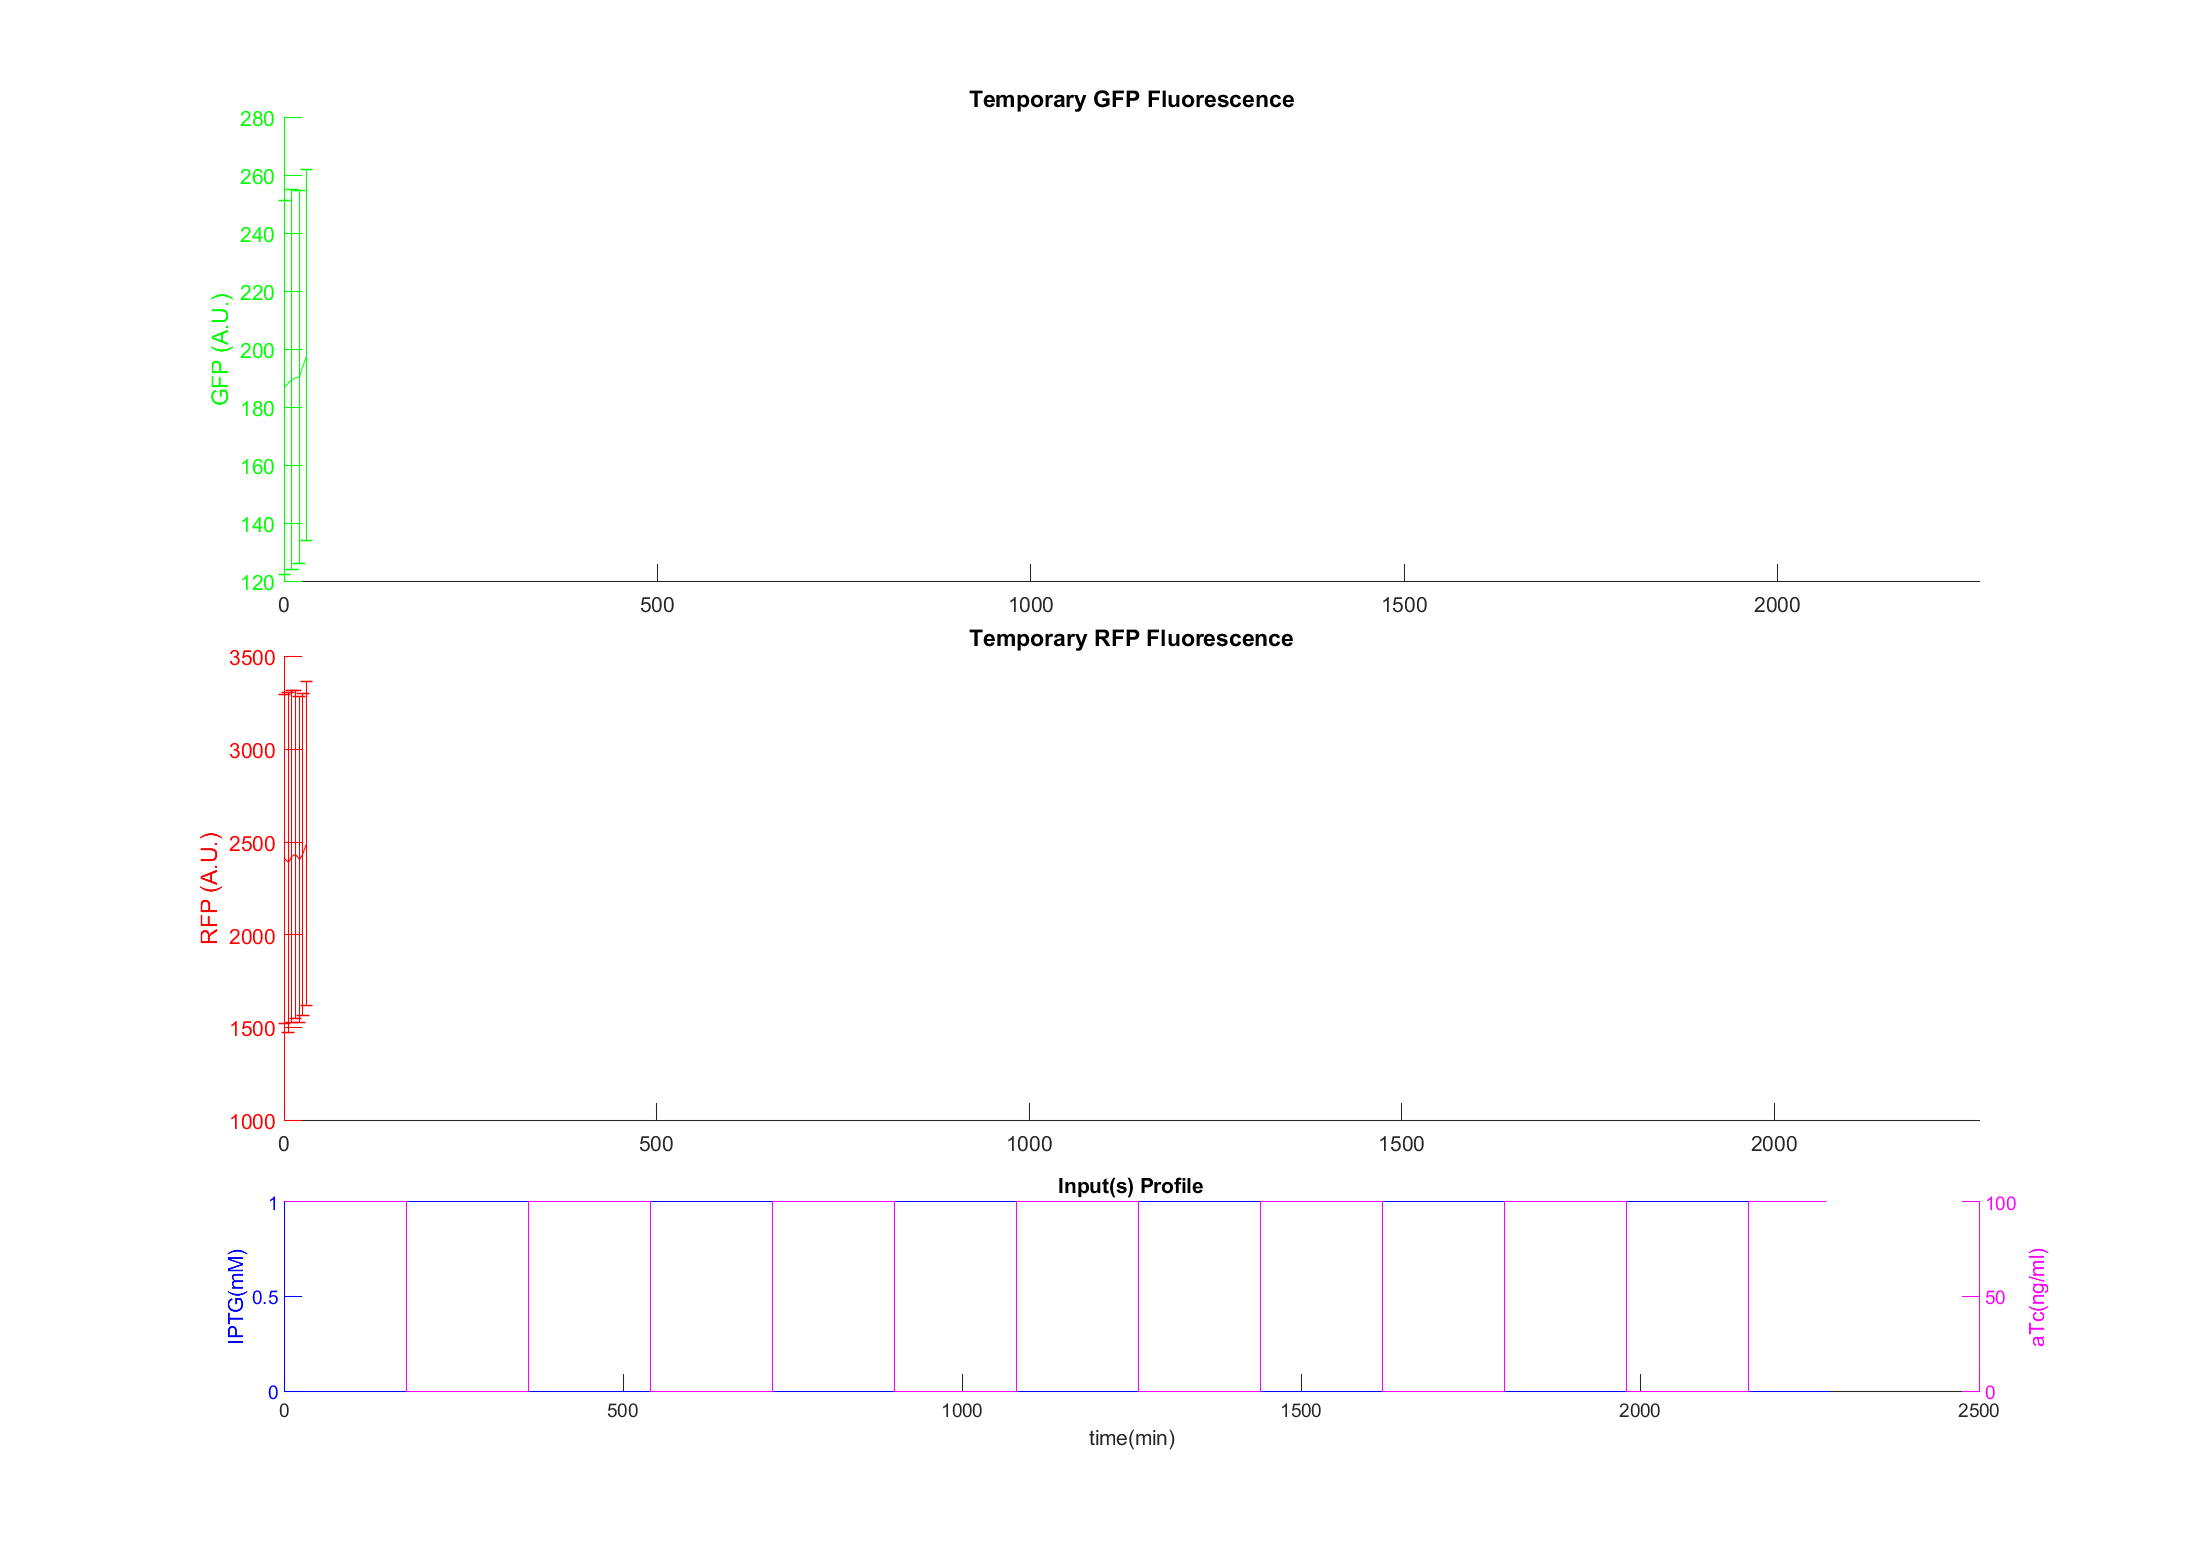 Temporary GFP Fluorescence
GFP (A.U.)
280
260
240
220
200
180
160
140
120
0 500 1000 1500 2000
Temporary RFP Fluorescence
RFP (A.U.)
3500
3000
2500
2000
1500
1000
0 500 1000 1500 2000
Input(s) Profile
IPTG(mM)
1
0.5
0
100
50
0
aTc(ng/ml)
0 500 1000 1500 2000 2500
time(min)